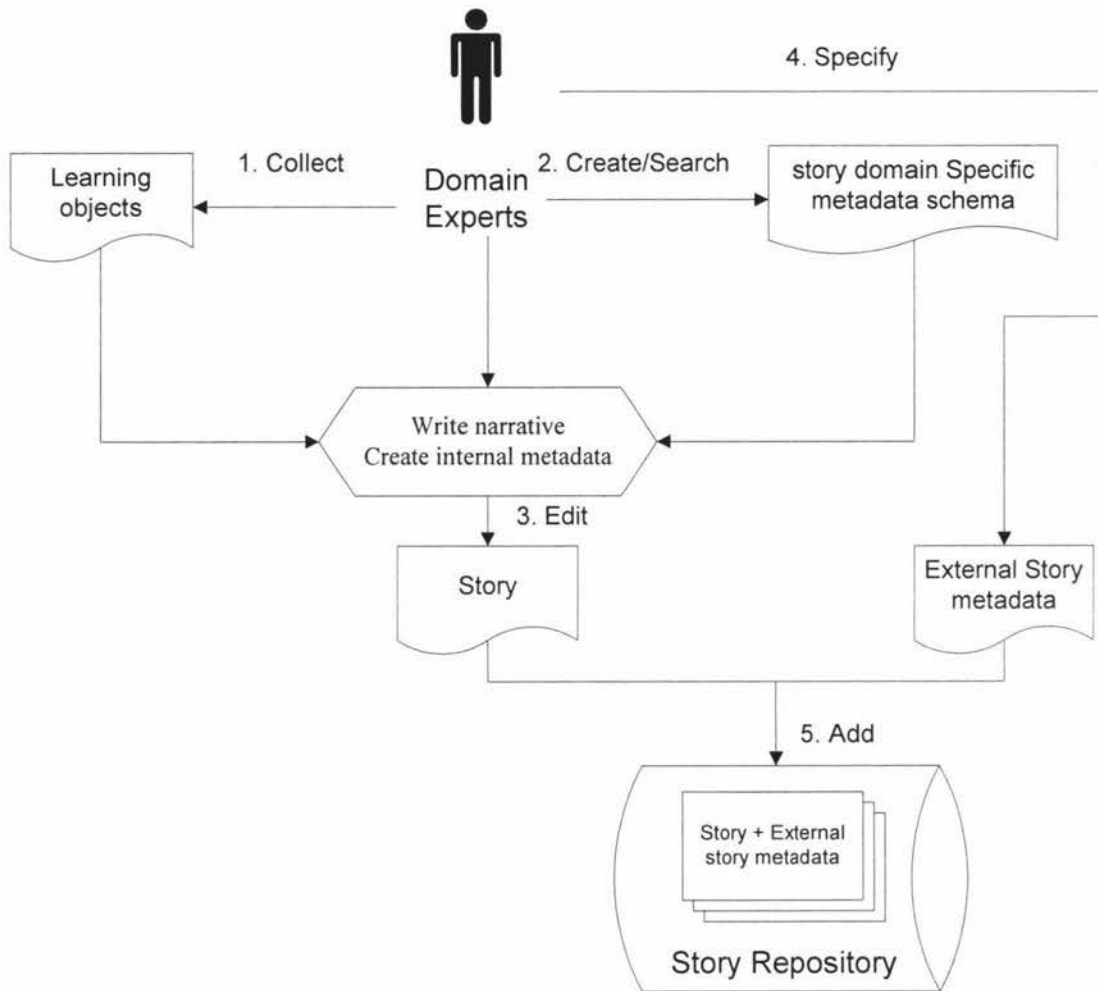 4. Specify
1. Collect
2. Create/Search
Learning
objects
Domain
Experts
story domain Specific
metadata schema
Write narrative
Create internal metadata
3. Edit
Story
External Story
metadata
5. Add
Story + External
story metadata
Story Repository